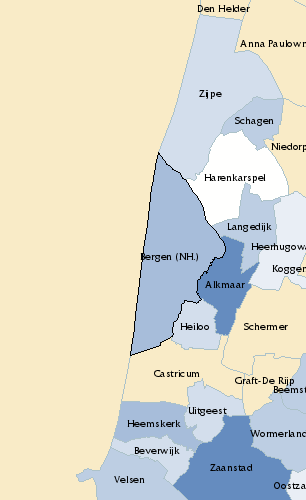 Den Helder
Anna Paulown
Zijpe
Schagen
Niedorp
Harenkarspel
Langedijk
Heerhugowa
Bergen (NH.)
Koggen
Alkmaar
Heiloo
Schermer
Castricum
Graft-De Rijp
Beemst
Uitgeest
Heemskerk
Wormerland
Beverwijk
Zaanstad
Velsen
Oostza